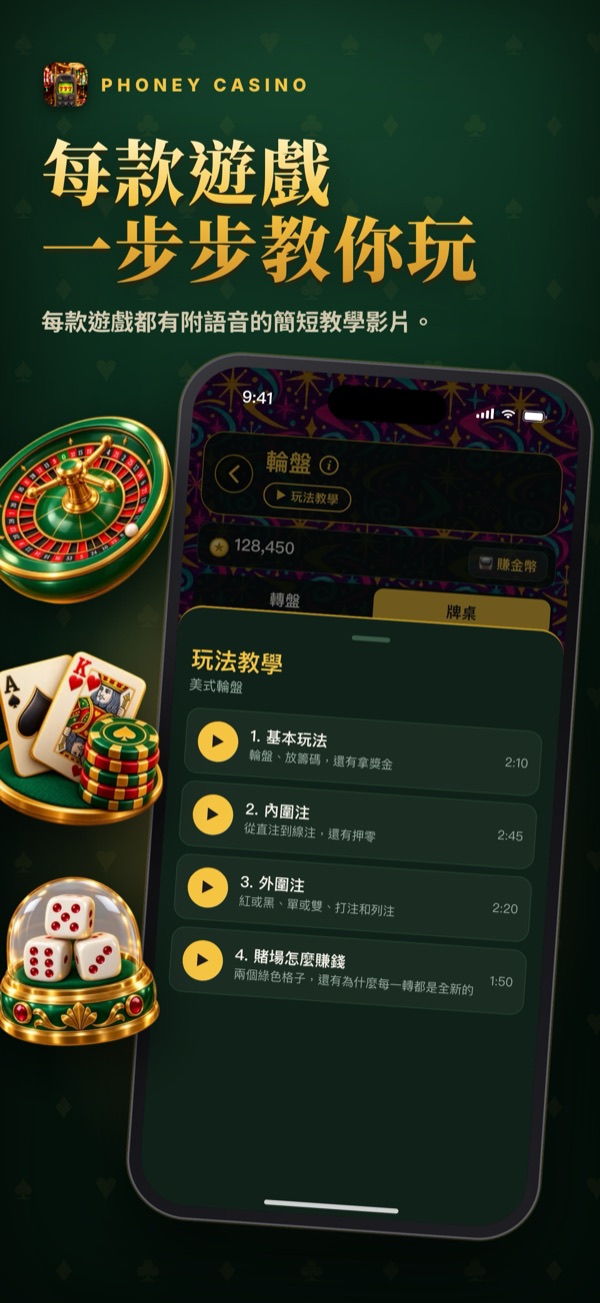 PHONEY CASINO
每款遊戲
一步步教你玩
每款遊戲都有附語音的簡短教學影片。
9:41
輪盤
玩法教學
128,450
賺金幣
轉盤
牌桌
玩法教學
美式輪盤
1. 基本玩法
輪盤、放籌碼，還有拿獎金
2:10
2. 內圍注
從直注到線注，還有押零
2:45
3. 外圍注
紅或黑、單或雙、打注和列注
2:20
4. 賭場怎麼賺錢
兩個綠色格子，還有為什麼每一轉都是全新的
1:50
A
K